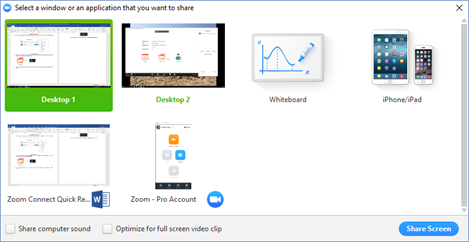 Select a window or an application that you want to share
Desktop 1
Desktop 2
Whiteboard
iPhone/iPad
Zoom Connect Quick Re...
Zoom - Pro Account
Share computer sound
Optimize for full screen video clip
Share Screen